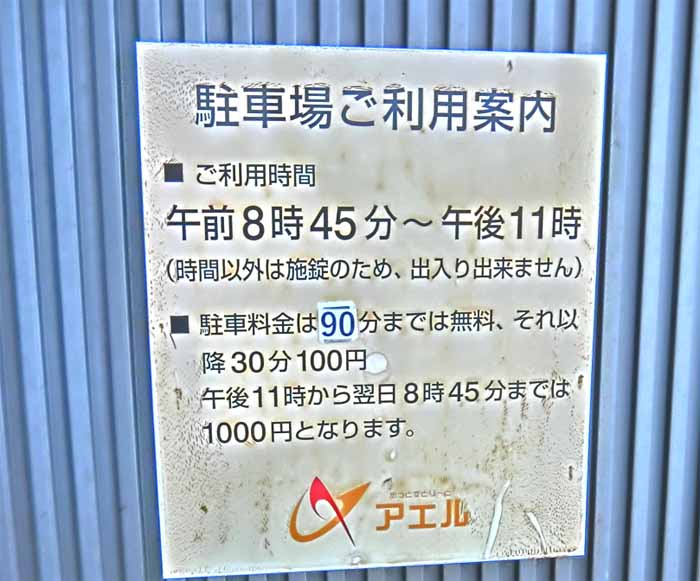 駐車場ご利用案内
■ ご利用時間
午前8時45分～午後11時
（時間以外は施錠のため、出入り出来ません）
■ 駐車料金は90分までは無料、それ以
降30分100円
午後11時から翌日8時45分までは
1000円となります。
アエル